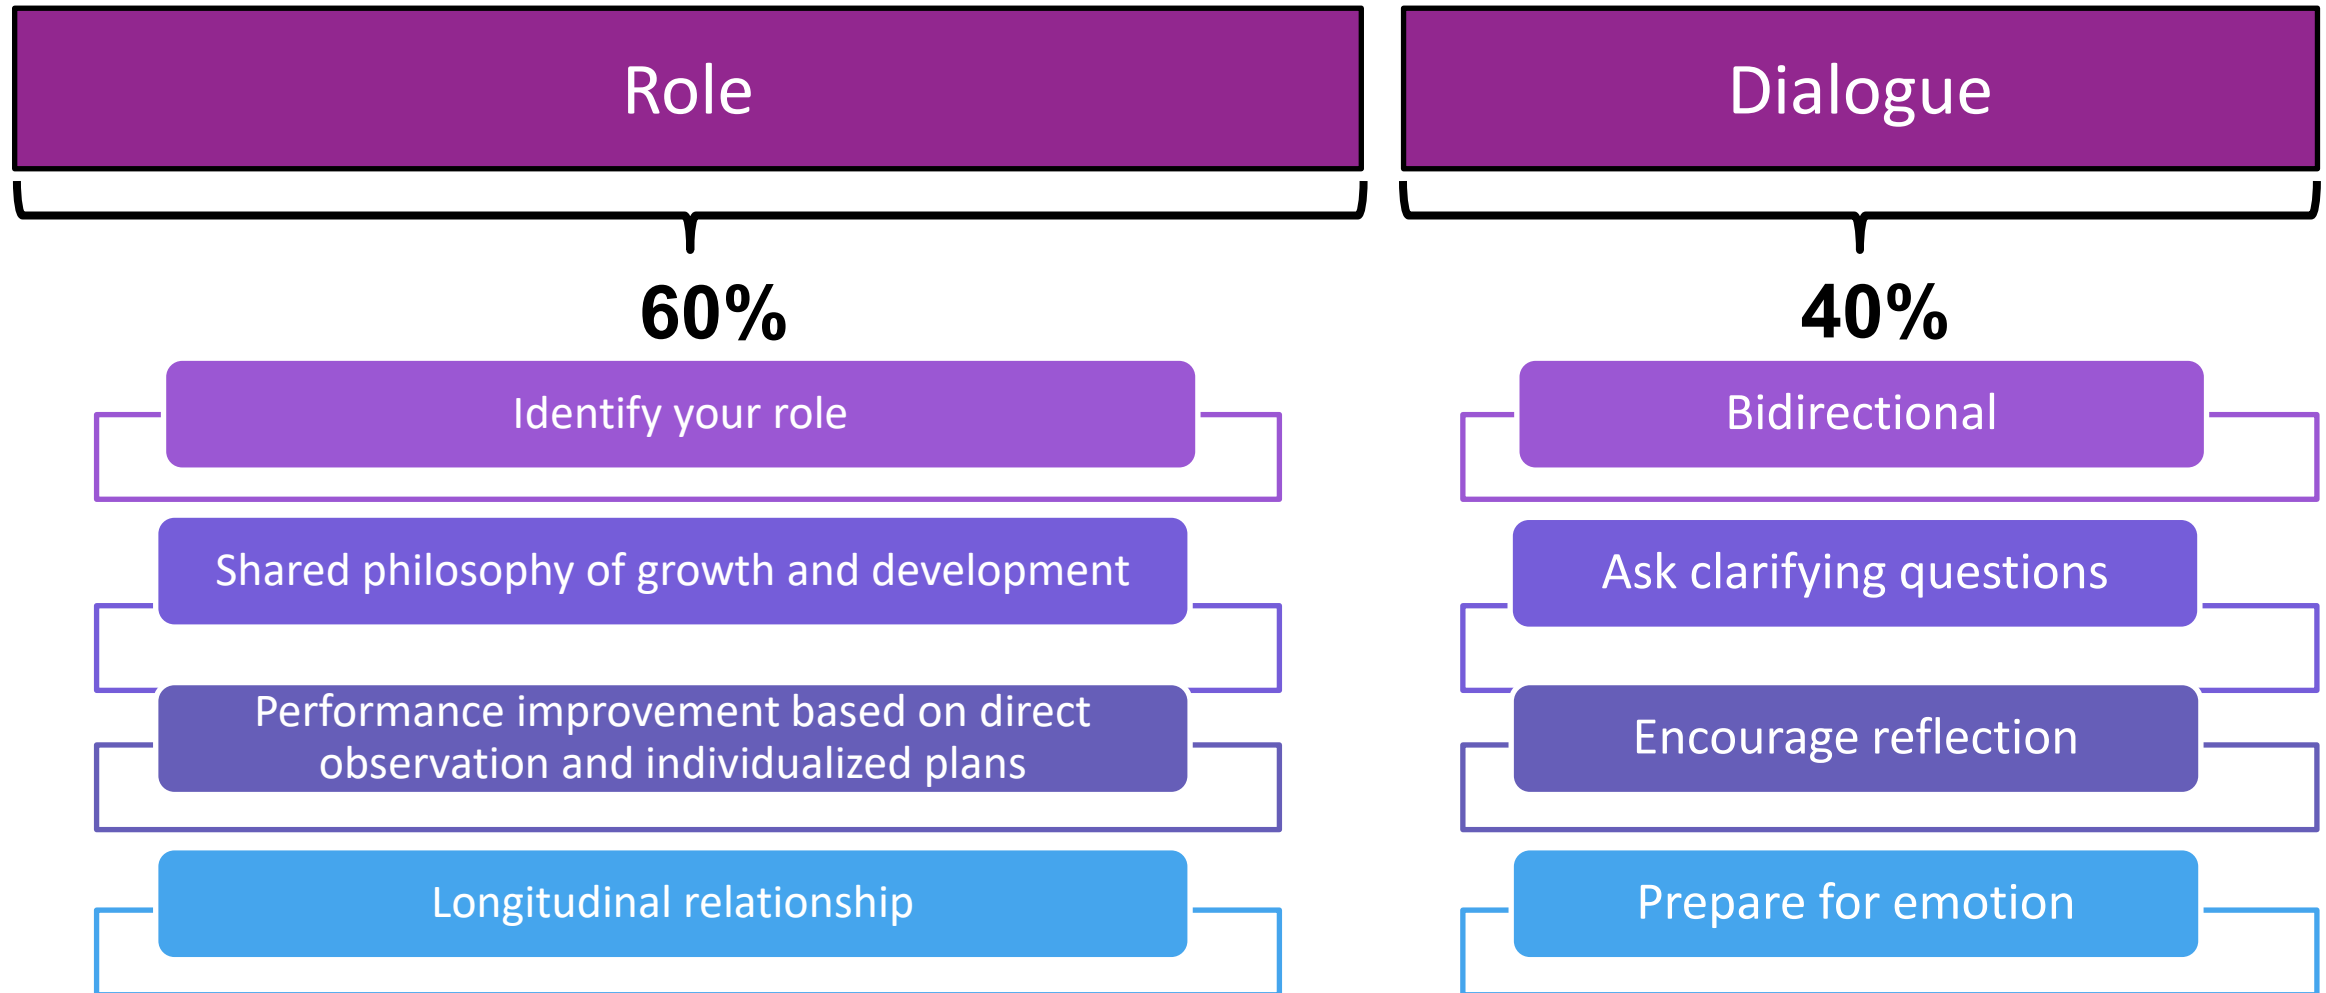 Role
60%
Identify your role
Shared philosophy of growth and development
Performance improvement based on direct
observation and individualized plans
Longitudinal relationship
Dialogue
40%
Bidirectional
Ask clarifying questions
Encourage reflection
Prepare for emotion